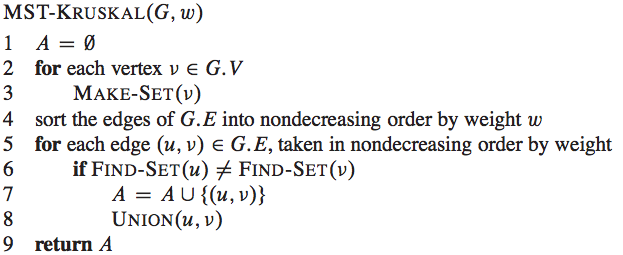 MST-KRUSKAL(G, w)
1 A = ∅
2 for each vertex v ∈ G.V
3 MAKE-SET(v)
4 sort the edges of G.E into nondecreasing order by weight w
5 for each edge (u, v) ∈ G.E, taken in nondecreasing order by weight
6 if FIND-SET(u) ≠ FIND-SET(v)
7 A = A ∪ {(u, v)}
8 UNION(u, v)
9 return A